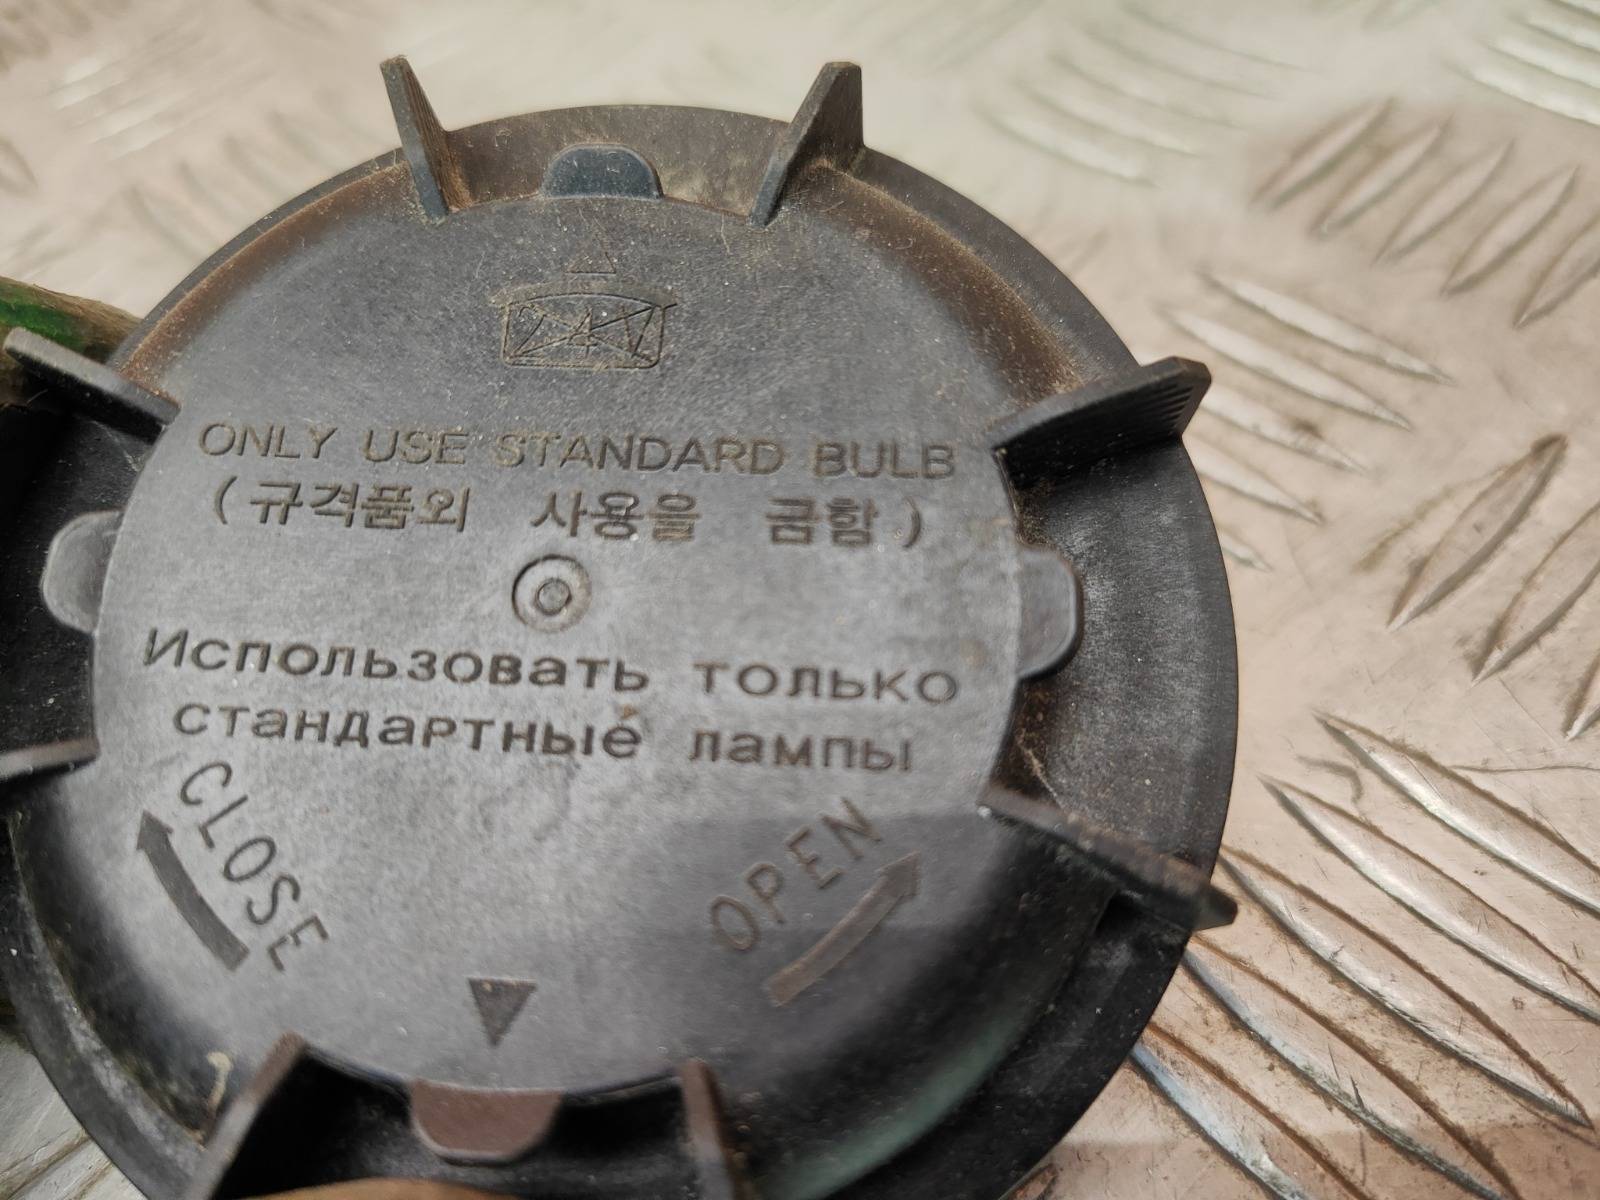 24V
ONLY USE STANDARD BULB
(규격품외 사용을 금함)
Использовать только
стандартные лампы
CLOSE
OPEN